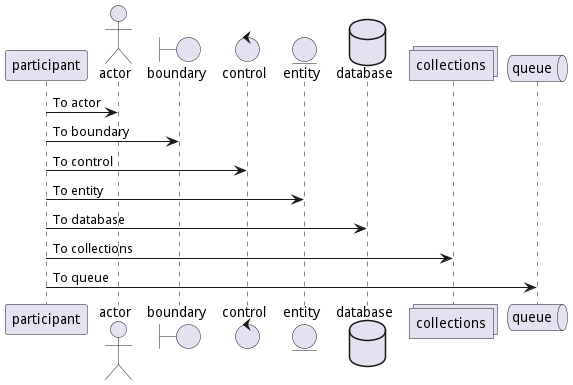 participant
actor
boundary
control
entity
database
collections
queue
To actor
To boundary
To control
To entity
To database
To collections
To queue
participant
actor
boundary
control
entity
database
collections
queue